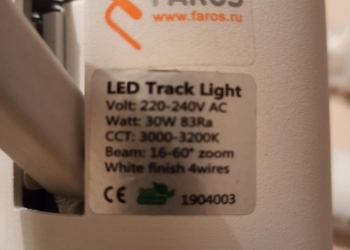 FAROS
www.faros.ru
LED Track Light
Volt: 220-240V AC
Watt: 30W 83Ra
CCT: 3000-3200K
Beam: 16-60° zoom
White finish 4wires
CE 1904003